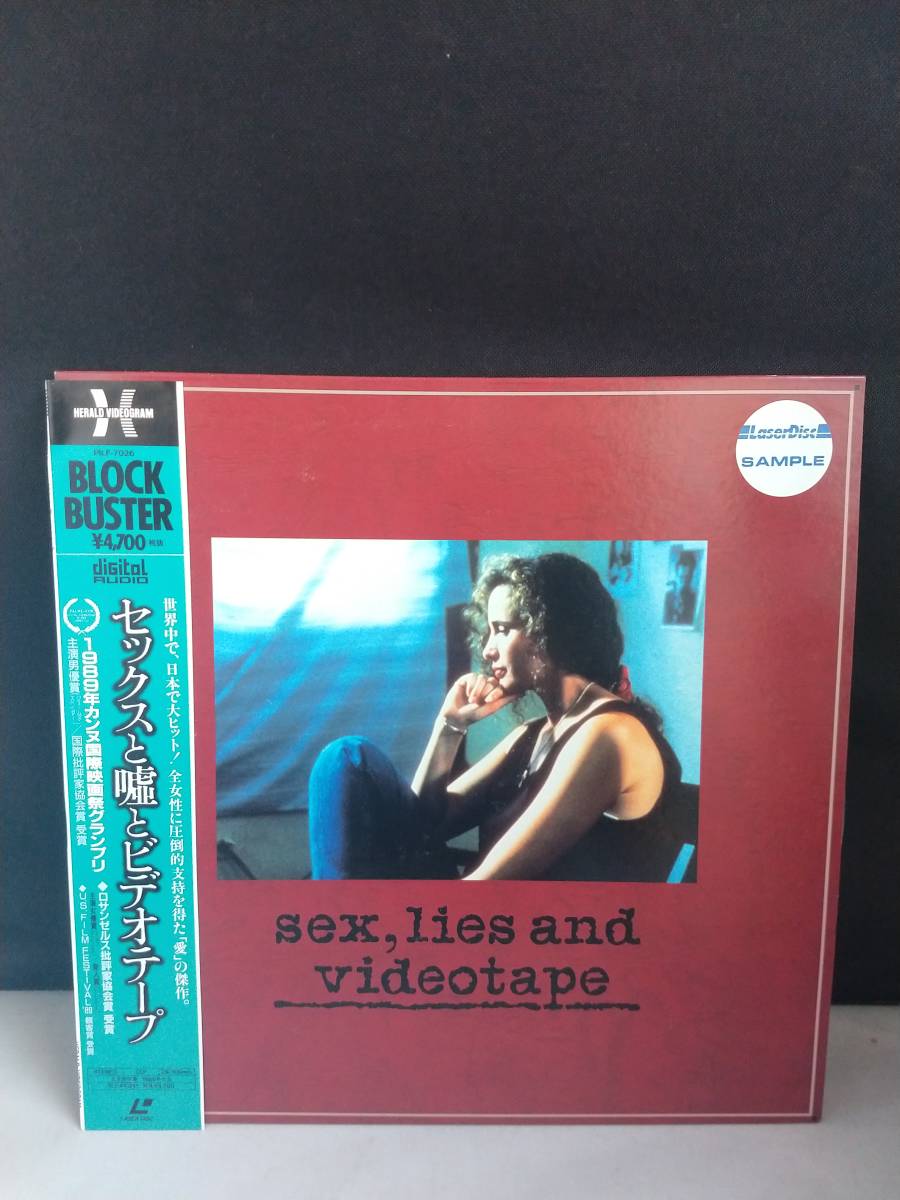 HERALD VIDEOGRAM
PILF-7026
BLOCK
BUSTER
¥4,700 税抜
digital
AUDIO
世界中で、日本で大ヒット! 全女性に圧倒的支持を得た「愛」の傑作。
セックスと嘘とビデオテープ
1989年カンヌ国際映画祭グランプリ
主演男優賞
国際批評家協会賞 受賞
◆ロサンゼルス批評家協会賞 受賞
◆US FILM FESTIVAL'89 観客賞 受賞
LASER DISC
LaserDisc
SAMPLE
sex, lies and
videotape